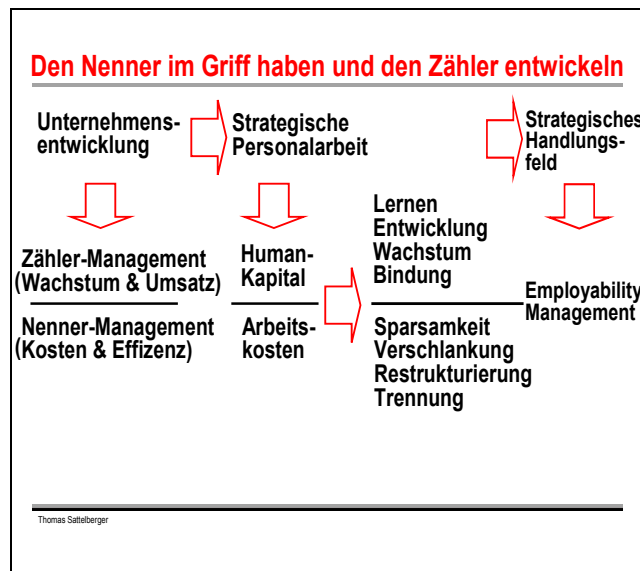 Den Nenner im Griff haben und den Zähler entwickeln
Unternehmens-
entwicklung
Strategische
Personalarbeit
Strategisches
Handlungs-
feld
Zähler-Management
(Wachstum & Umsatz)
Nenner-Management
(Kosten & Effizenz)
Human-
Kapital
Arbeits-
kosten
Lernen
Entwicklung
Wachstum
Bindung
Sparsamkeit
Verschlankung
Restrukturierung
Trennung
Employability
Management
Thomas Sattelberger